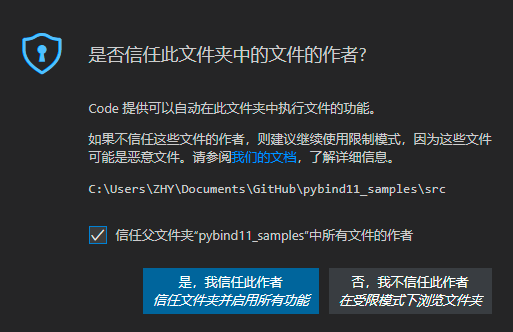 是否信任此文件夹中的文件的作者?
Code 提供可以自动在此文件夹中执行文件的功能。
如果不信任这些文件的作者，则建议继续使用限制模式，因为这些文件
可能是恶意文件。请参阅我们的文档，了解详细信息。
C:\Users\ZHY\Documents\GitHub\pybind11_samples\src
信任父文件夹“pybind11_samples”中所有文件的作者
是，我信任此作者
信任文件夹并启用所有功能
否，我不信任此作者
在受限模式下浏览文件夹